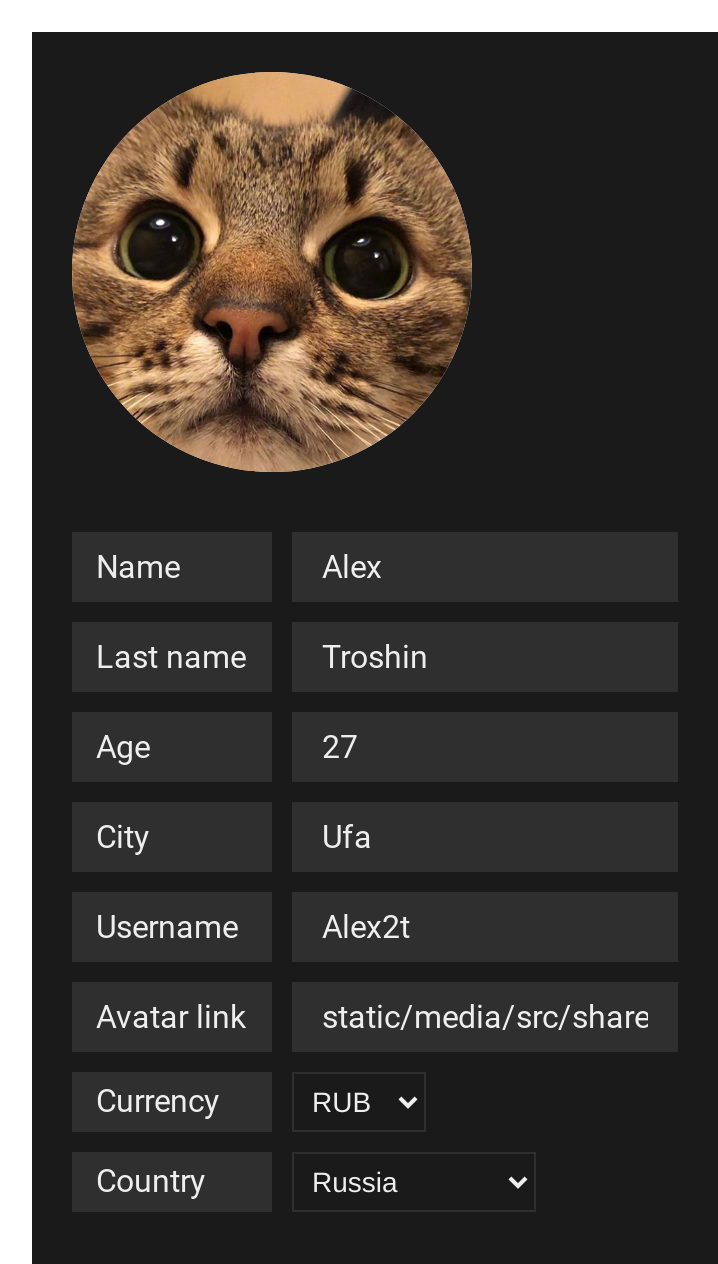 Name Alex
Last name Troshin
Age 27
City Ufa
Username Alex2t
Avatar link static/media/src/share
Currency RUB
Country Russia